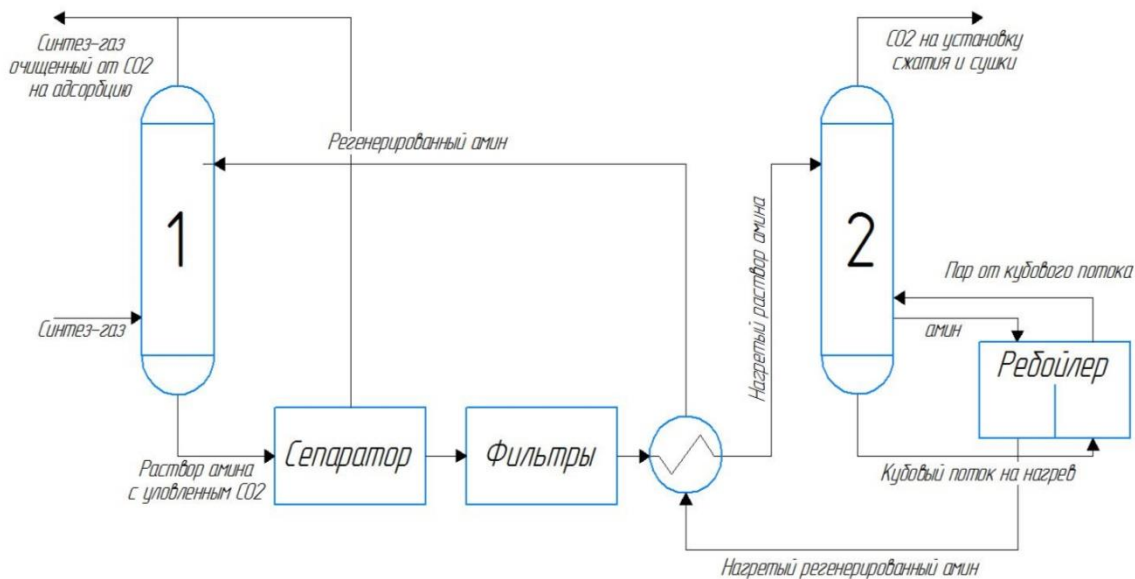 Синтез-газ
очищенный от CO2
на адсорбцию
CO2 на установку
сжатия и сушки
Регенерированный амин
1
2
Нагретый раствор амина
Пар от кубового потока
Синтез-газ
амин
Ребойлер
Сепаратор
Фильтры
Раствор амина
с уловленным CO2
Кубовый поток на нагрев
Нагретый регенерированный амин